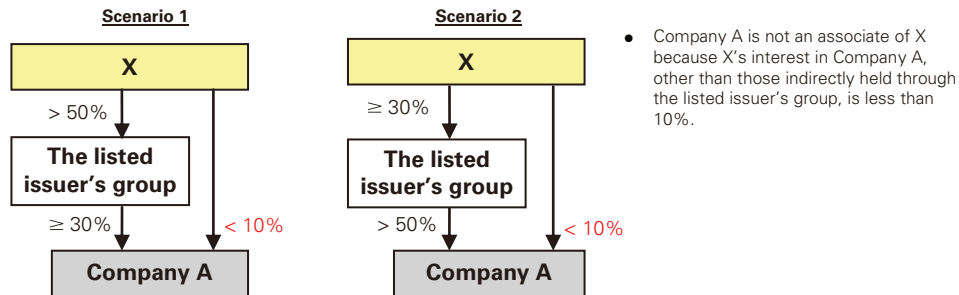 Scenario 1
X
> 50%
The listed
issuer's group
≥ 30%
< 10%
Company A
Scenario 2
X
≥ 30%
The listed
issuer's group
> 50%
< 10%
Company A
● Company A is not an associate of X
because X's interest in Company A,
other than those indirectly held through
the listed issuer's group, is less than
10%.